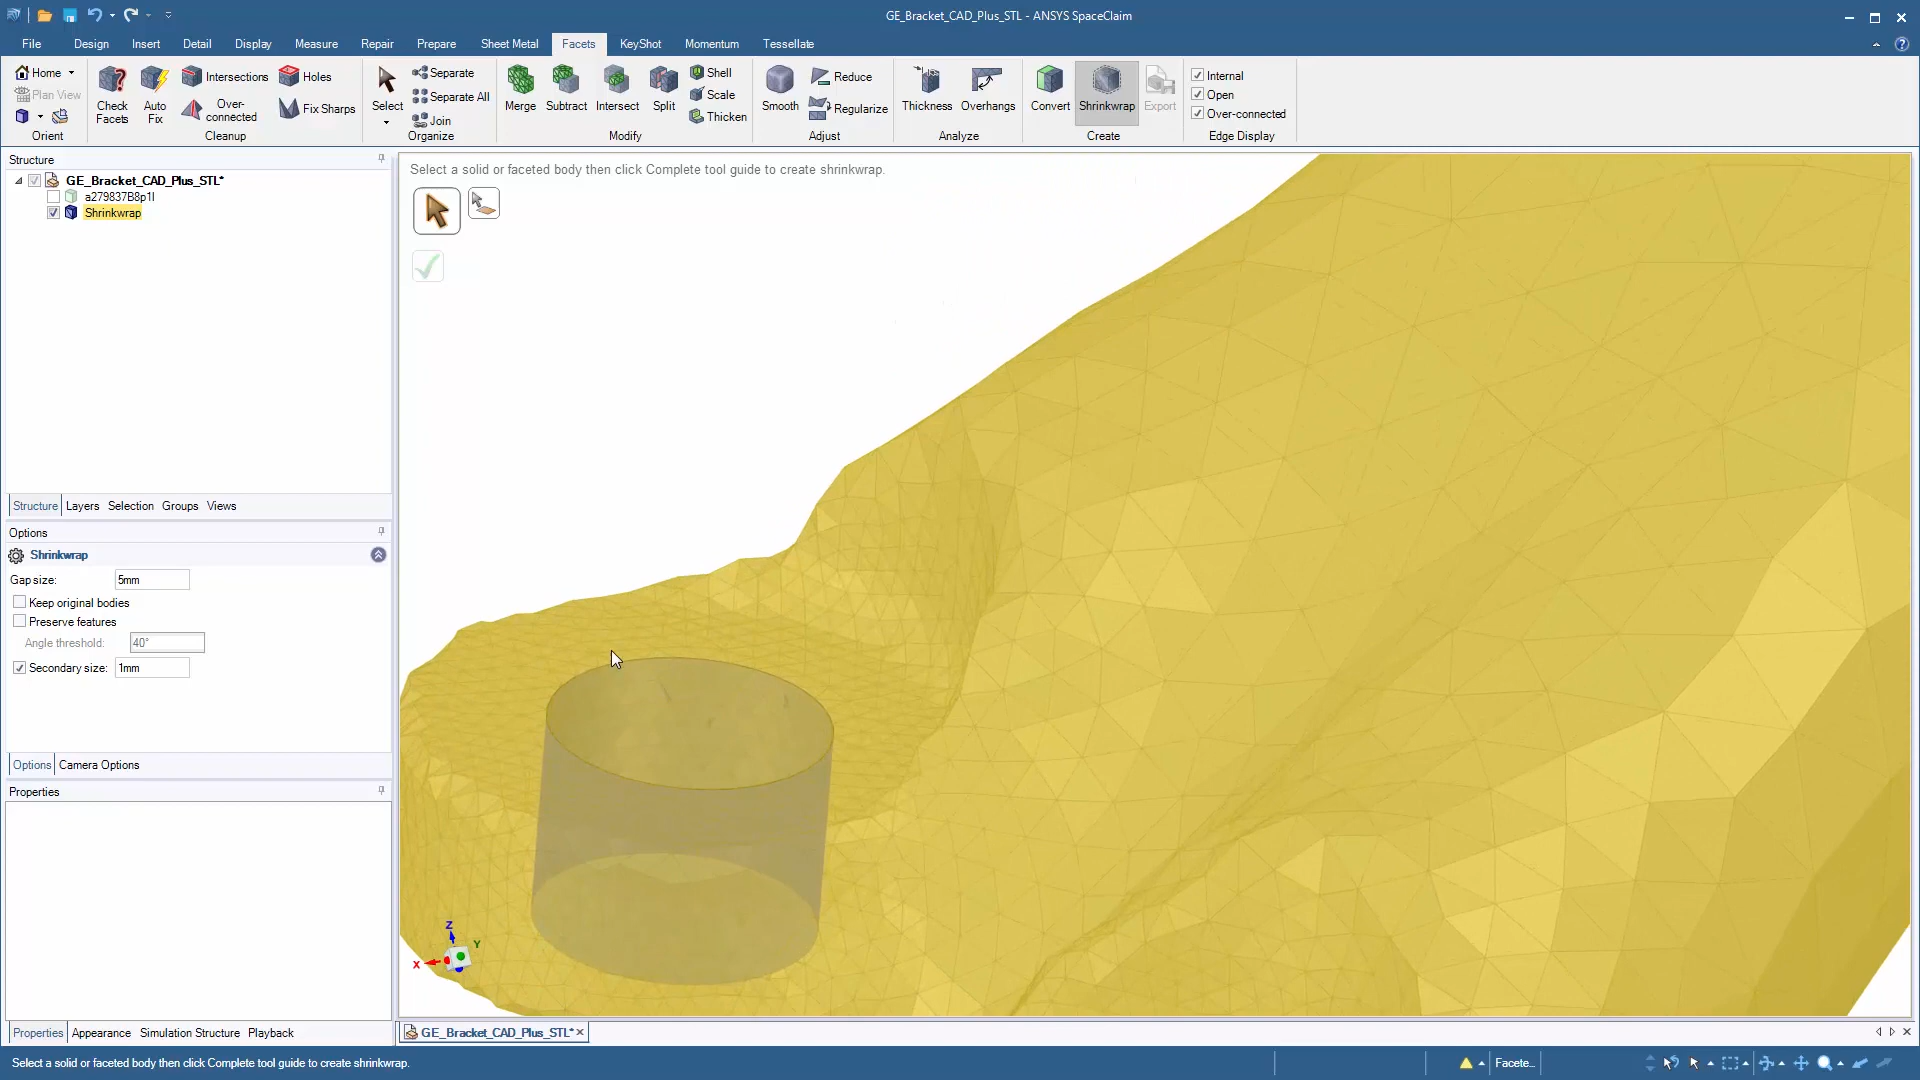 GE_Bracket_CAD_Plus_STL - ANSYS SpaceClaim
File Design Insert Detail Display Measure Repair Prepare Sheet Metal Facets KeyShot Momentum Tessellate
Home
Plan View
Orient
Check Facets
Auto Fix
Intersections
Over-connected
Holes
Fix Sharps
Cleanup
Select
Separate
Separate All
Join
Organize
Merge
Subtract
Intersect
Split
Shell
Scale
Thicken
Modify
Smooth
Reduce
Regularize
Adjust
Thickness
Overhangs
Analyze
Convert
Shrinkwrap
Export
Create
Internal
Open
Over-connected
Edge Display
Structure
GE_Bracket_CAD_Plus_STL*
Shrinkwrap
Structure Layers Selection Groups Views
Options
Shrinkwrap
Gap size: 5mm
Keep original bodies
Preserve features
Angle threshold: 40°
Secondary size: 1mm
Options Camera Options
Properties
Properties Appearance Simulation Structure Playback
Select a solid or faceted body then click Complete tool guide to create shrinkwrap.
Z
Y
X
GE_Bracket_CAD_Plus_STL*
Select a solid or faceted body then click Complete tool guide to create shrinkwrap.
Facete...